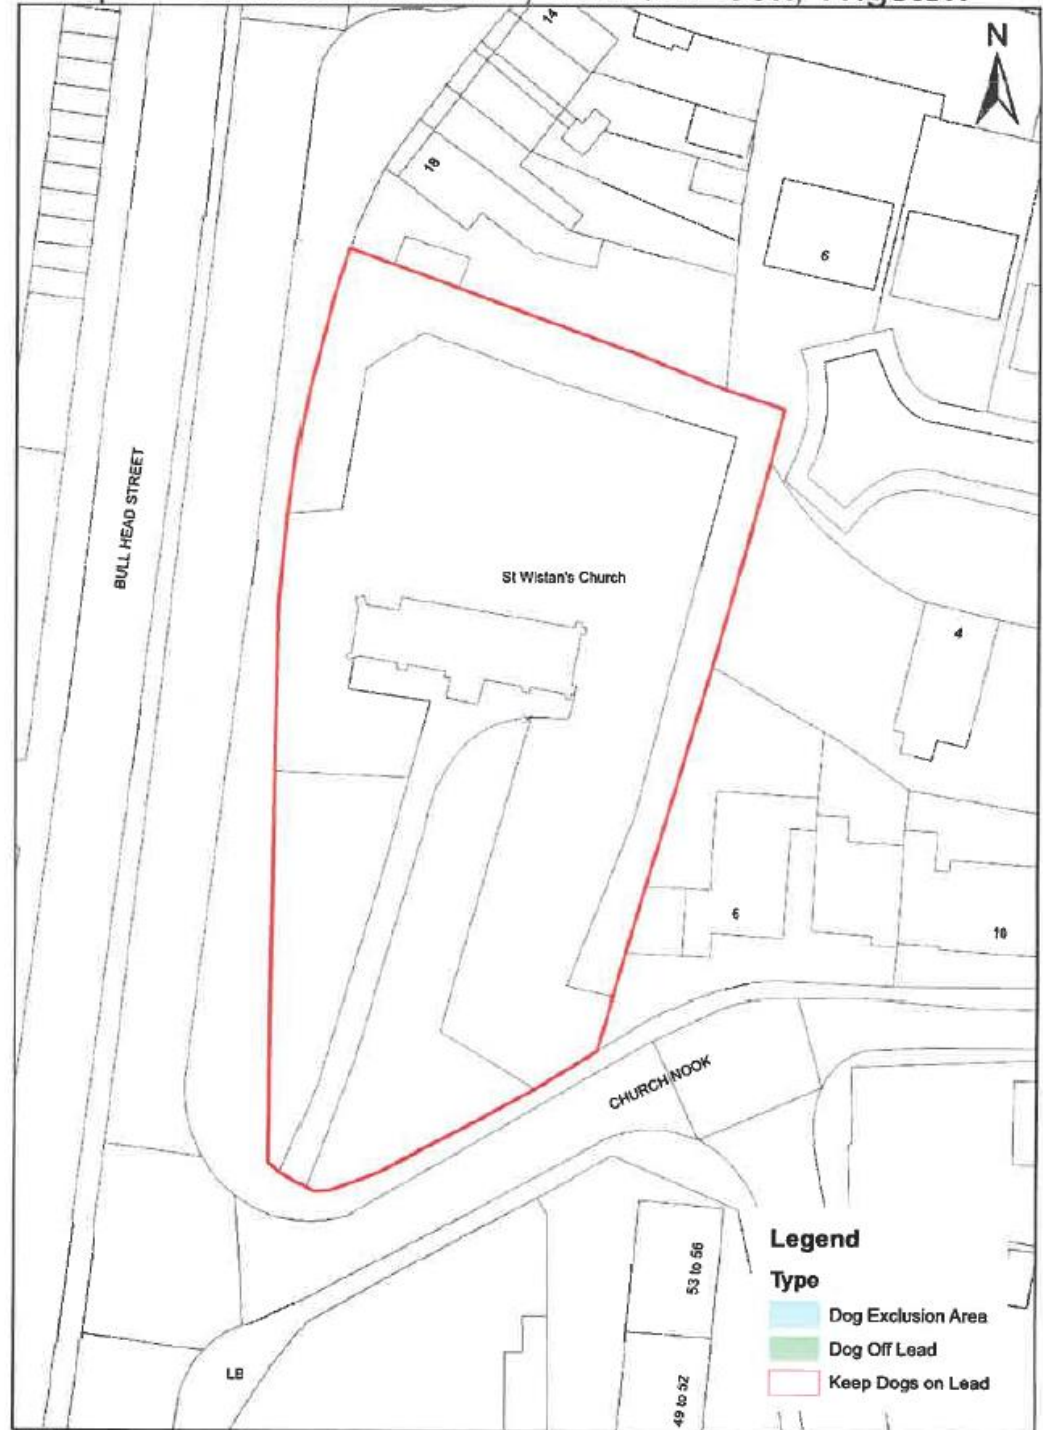 N
14
18
6
BULL HEAD STREET
St Wistan's Church
4
6
10
CHURCH NOOK
53 to 56
49 to 52
LB
Legend
Type
Dog Exclusion Area
Dog Off Lead
Keep Dogs on Lead